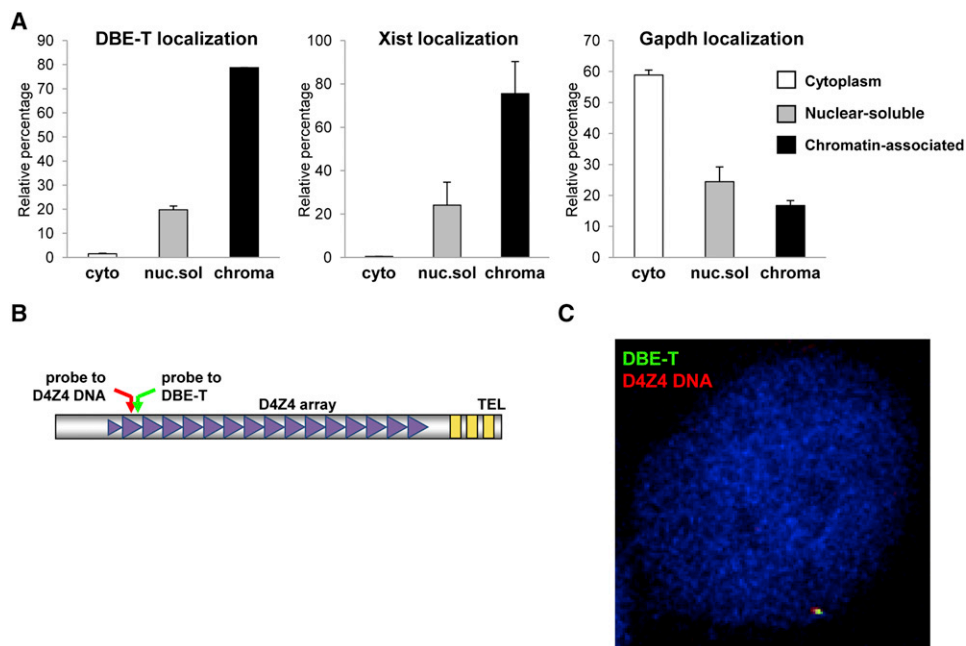 A
DBE-T localization
Relative percentage
90
80
70
60
50
40
30
20
10
0
cyto nuc.sol chroma
Xist localization
Relative percentage
100
80
60
40
20
0
cyto nuc.sol chroma
Gapdh localization
Relative percentage
70
60
50
40
30
20
10
0
cyto nuc.sol chroma
Cytoplasm
Nuclear-soluble
Chromatin-associated
B
probe to
D4Z4 DNA
probe to
DBE-T
D4Z4 array
TEL
C
DBE-T
D4Z4 DNA